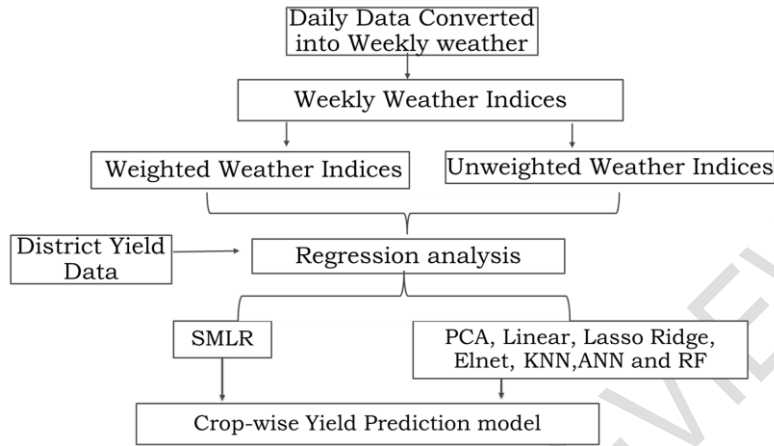 Daily Data Converted
into Weekly weather
Weekly Weather Indices
Weighted Weather Indices
Unweighted Weather Indices
District Yield
Data
Regression analysis
SMLR
PCA, Linear, Lasso Ridge,
Elnet, KNN,ANN and RF
Crop-wise Yield Prediction model